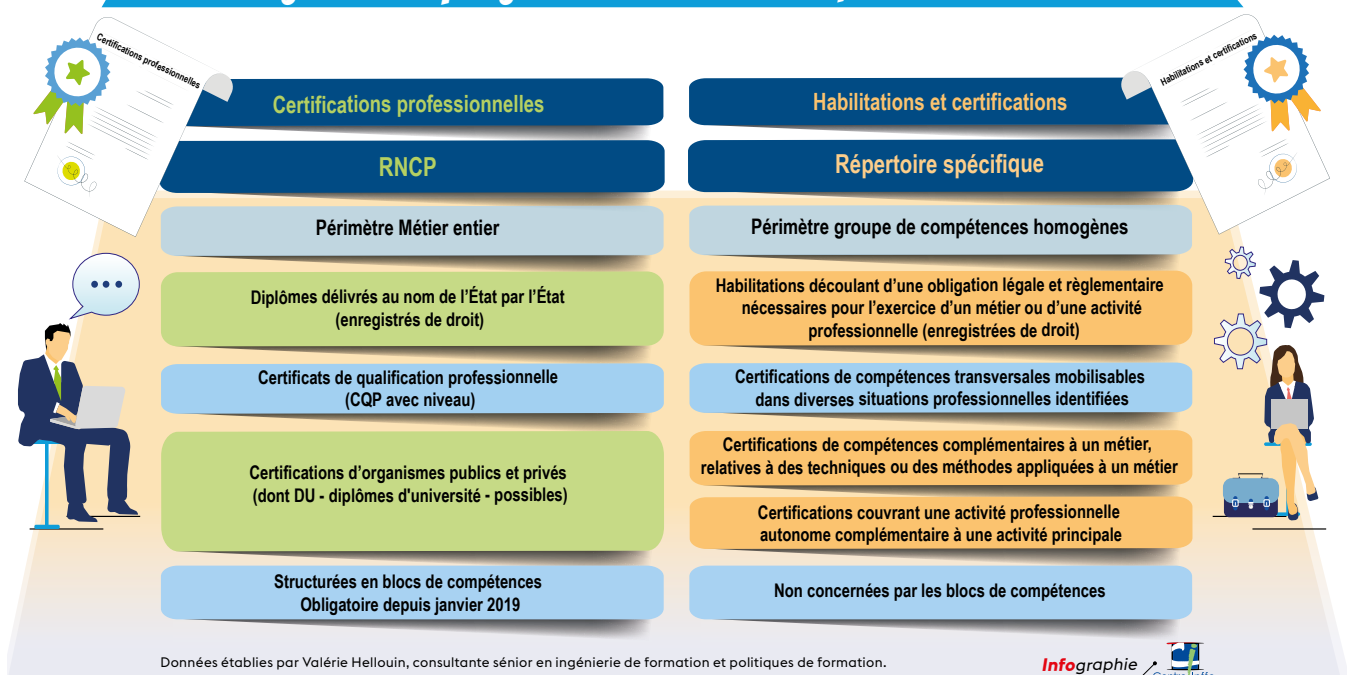 Certifications professionnelles
Habilitations et certifications
Certifications professionnelles
Habilitations et certifications
RNCP
Répertoire spécifique
Périmètre Métier entier
Périmètre groupe de compétences homogènes
Diplômes délivrés au nom de l’État par l’État
(enregistrés de droit)
Habilitations découlant d’une obligation légale et règlementaire
nécessaires pour l’exercice d’un métier ou d’une activité
professionnelle (enregistrées de droit)
Certificats de qualification professionnelle
(CQP avec niveau)
Certifications de compétences transversales mobilisables
dans diverses situations professionnelles identifiées
Certifications d’organismes publics et privés
(dont DU - diplômes d'université - possibles)
Certifications de compétences complémentaires à un métier,
relatives à des techniques ou des méthodes appliquées à un métier
Certifications couvrant une activité professionnelle
autonome complémentaire à une activité principale
Structurées en blocs de compétences
Obligatoire depuis janvier 2019
Non concernées par les blocs de compétences
Données établies par Valérie Hellouin, consultante sénior en ingénierie de formation et politiques de formation.
Infographie